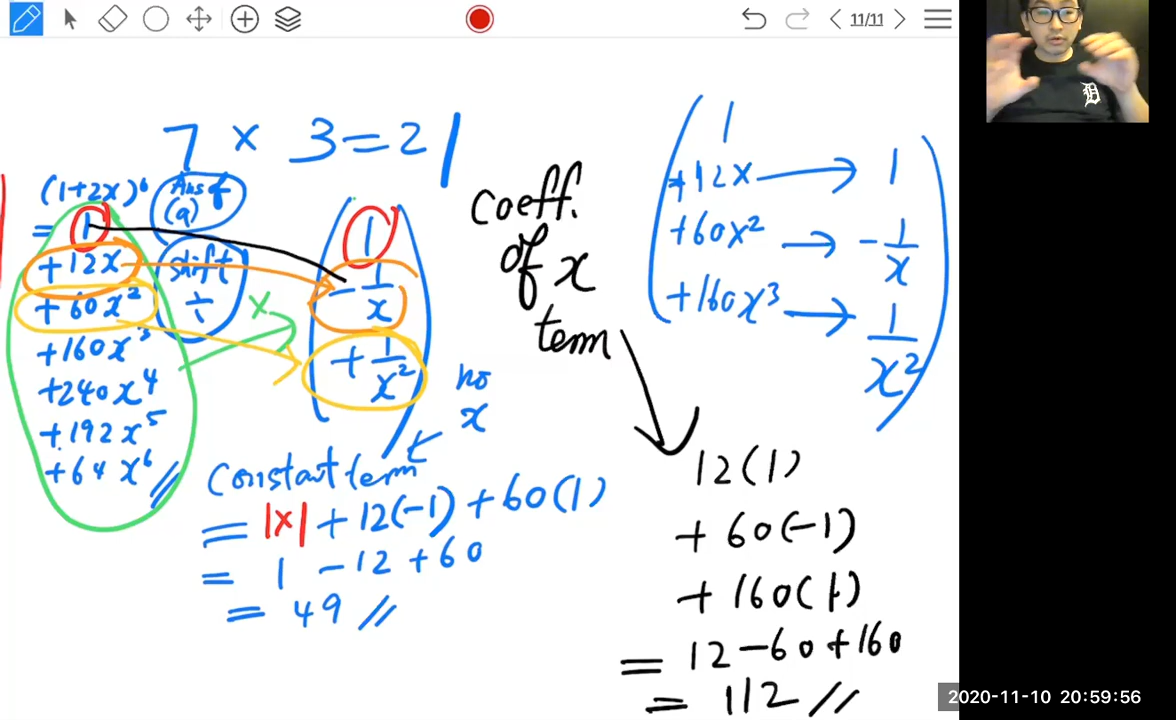 11/11
7 × 3 = 21
(1+2x)⁶
Ans of
(a)
= 1
+12x
+60x²
+160x³
+240x⁴
+192x⁵
+64x⁶ //
shift
÷
×
(1
-1/x
+1/x²)
no
x
Constant term
= 1×1 + 12(-1) + 60(1)
= 1 - 12 + 60
= 49 //
coeff.
of x
term
(1
+12x → 1
+60x² → -1/x
+160x³ → 1/x²)
12(1)
+ 60(-1)
+ 160(1)
= 12 - 60 + 160
= 112 //
D
2020-11-10 20:59:56